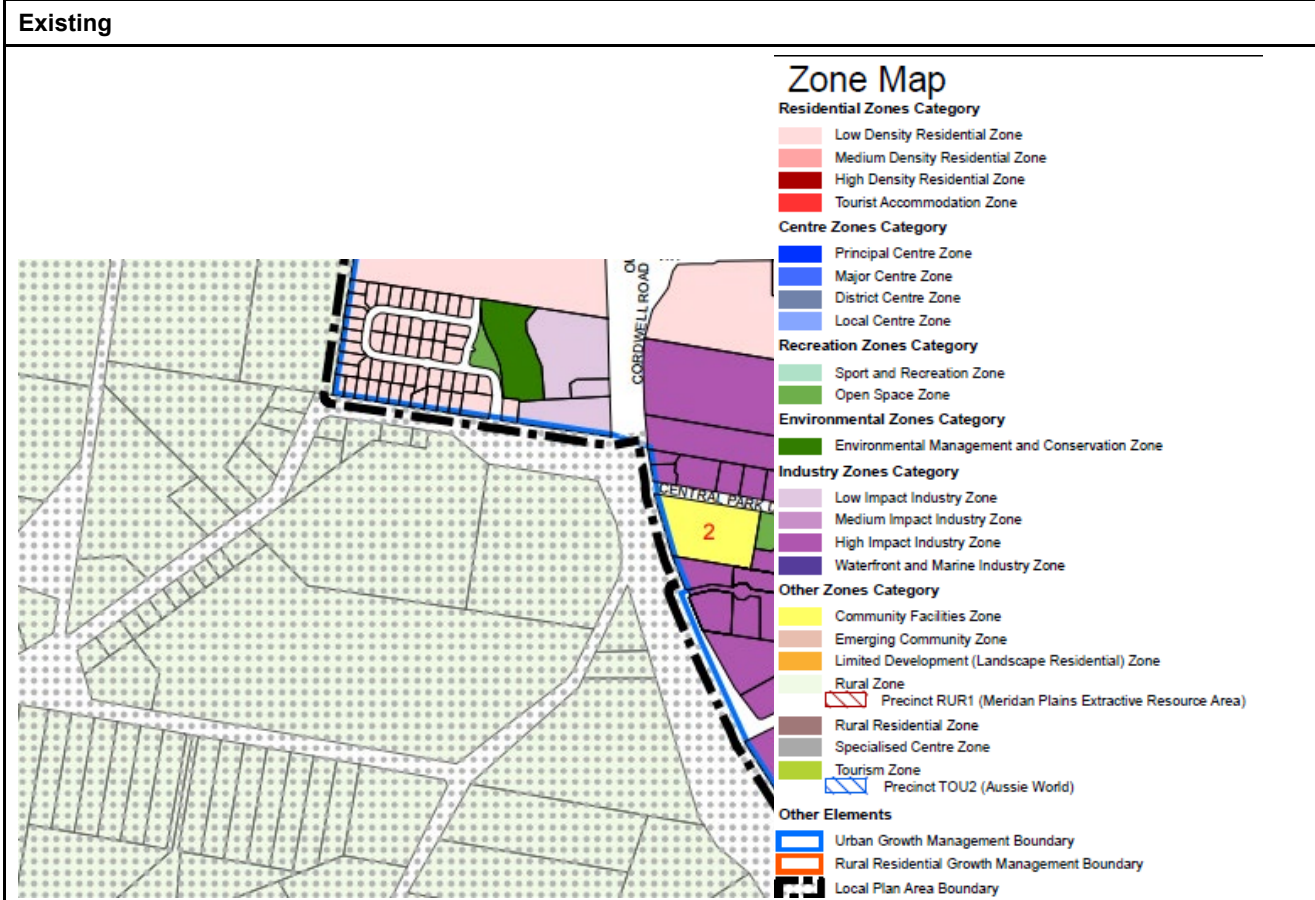 Existing
Zone Map
Residential Zones Category
Low Density Residential Zone
Medium Density Residential Zone
High Density Residential Zone
Tourist Accommodation Zone
Centre Zones Category
Principal Centre Zone
Major Centre Zone
District Centre Zone
Local Centre Zone
Recreation Zones Category
Sport and Recreation Zone
Open Space Zone
Environmental Zones Category
Environmental Management and Conservation Zone
Industry Zones Category
Low Impact Industry Zone
Medium Impact Industry Zone
High Impact Industry Zone
Waterfront and Marine Industry Zone
Other Zones Category
Community Facilities Zone
Emerging Community Zone
Limited Development (Landscape Residential) Zone
Rural Zone
Precinct RUR1 (Meridan Plains Extractive Resource Area)
Rural Residential Zone
Specialised Centre Zone
Tourism Zone
Precinct TOU2 (Aussie World)
Other Elements
Urban Growth Management Boundary
Rural Residential Growth Management Boundary
Local Plan Area Boundary
CORDWELL ROAD
CENTRAL PARK
2